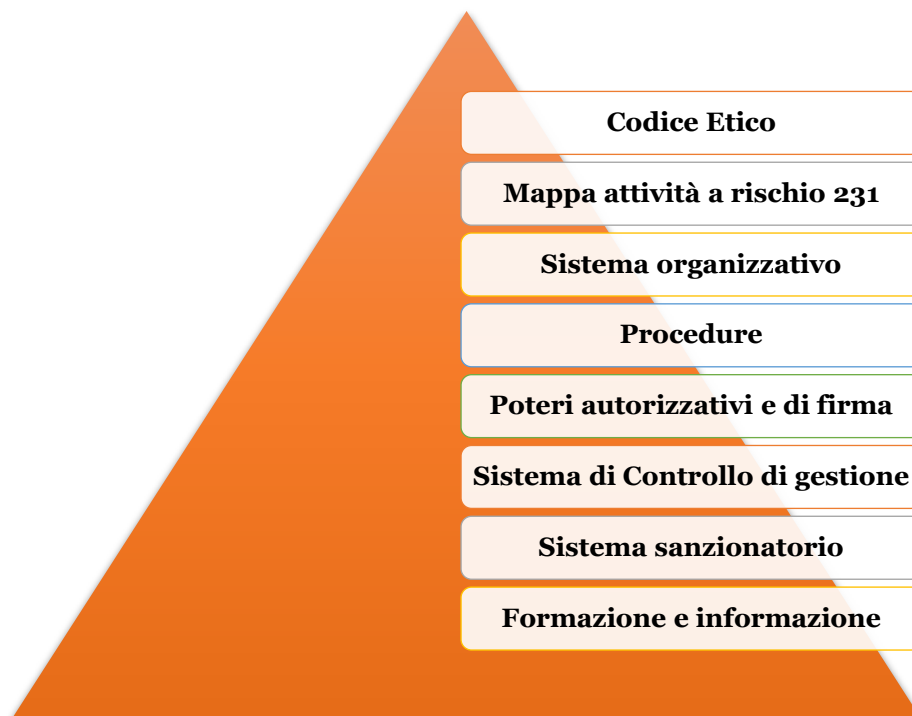 Codice Etico
Mappa attività a rischio 231
Sistema organizzativo
Procedure
Poteri autorizzativi e di firma
Sistema di Controllo di gestione
Sistema sanzionatorio
Formazione e informazione